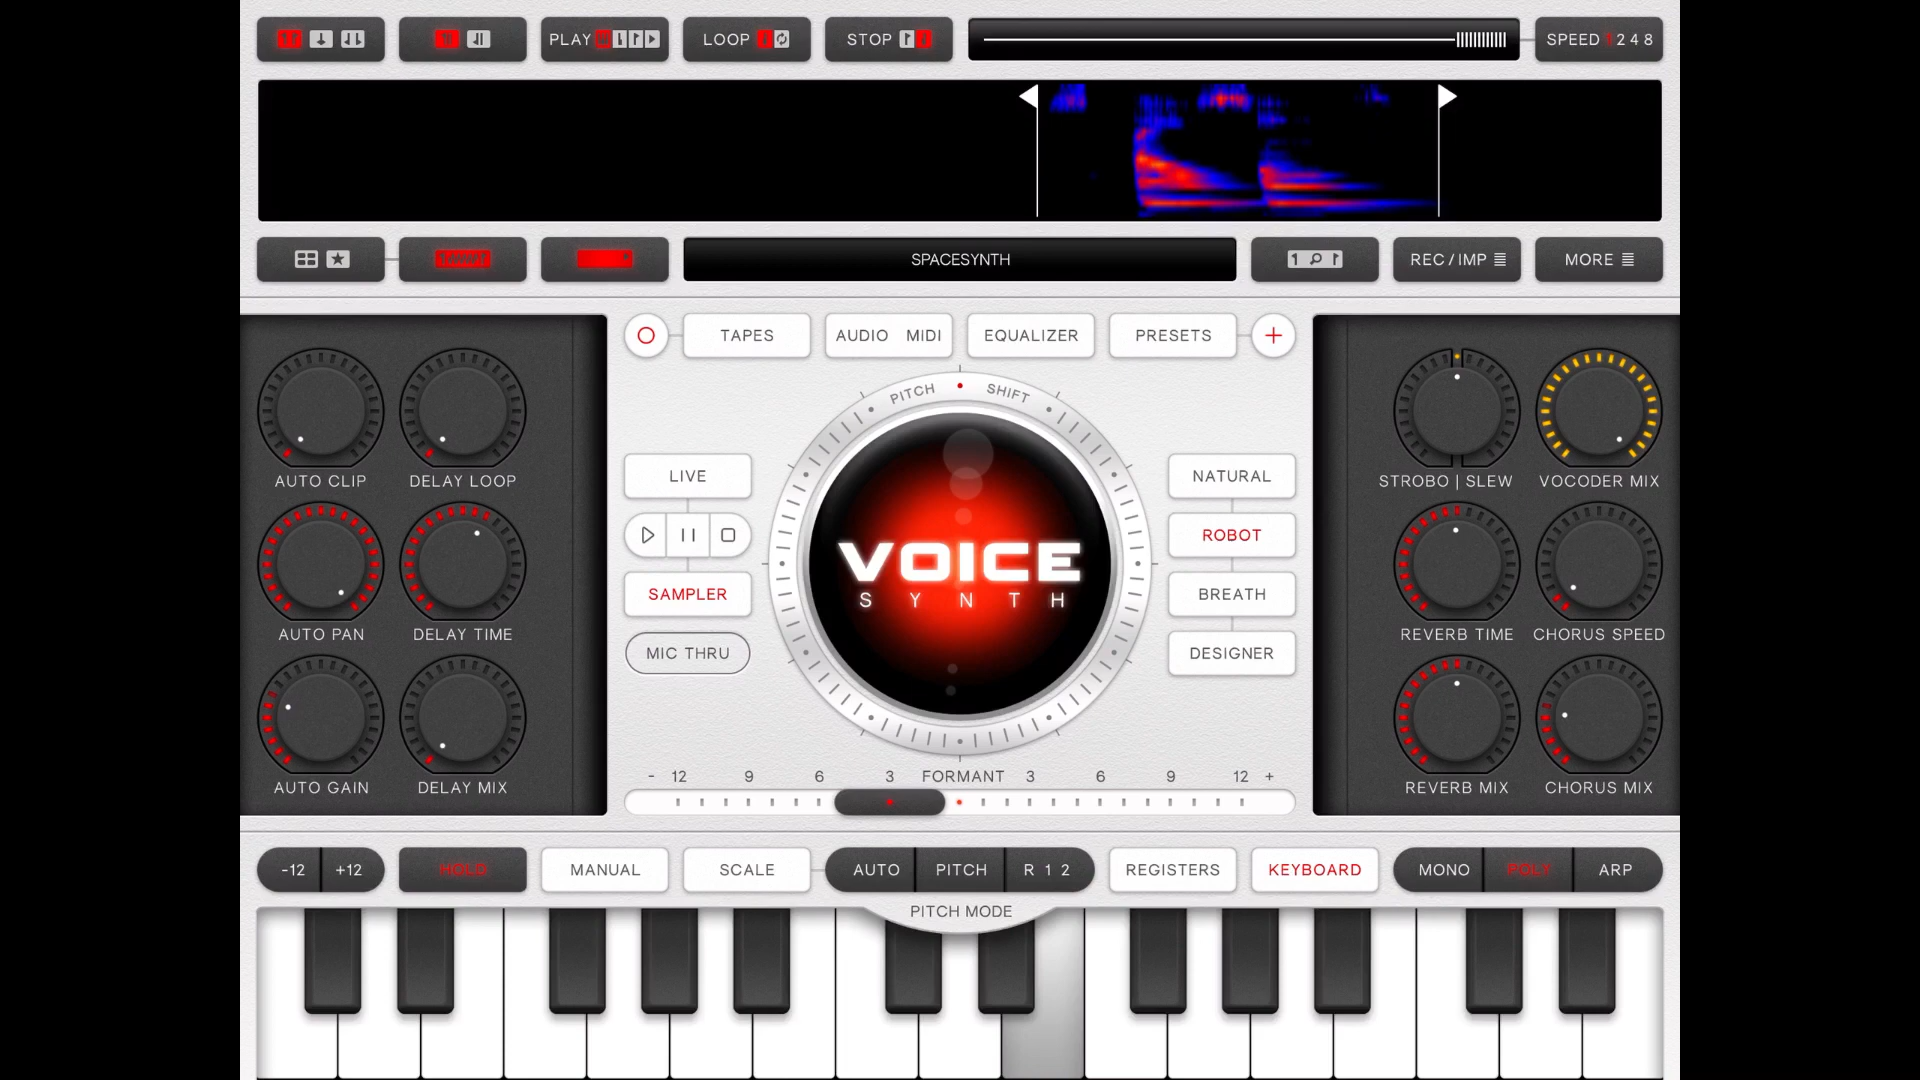 PLAY
LOOP
STOP
SPEED 1 2 4 8
SPACESYNTH
REC / IMP
MORE
TAPES
AUDIO MIDI
EQUALIZER
PRESETS
PITCH SHIFT
AUTO CLIP
DELAY LOOP
LIVE
NATURAL
STROBO | SLEW
VOCODER MIX
ROBOT
VOICE
SYNTH
SAMPLER
BREATH
AUTO PAN
DELAY TIME
REVERB TIME
CHORUS SPEED
MIC THRU
DESIGNER
- 12 9 6 3 FORMANT 3 6 9 12 +
AUTO GAIN
DELAY MIX
REVERB MIX
CHORUS MIX
-12 +12
HOLD
MANUAL
SCALE
AUTO PITCH R 1 2
REGISTERS
KEYBOARD
MONO POLY ARP
PITCH MODE